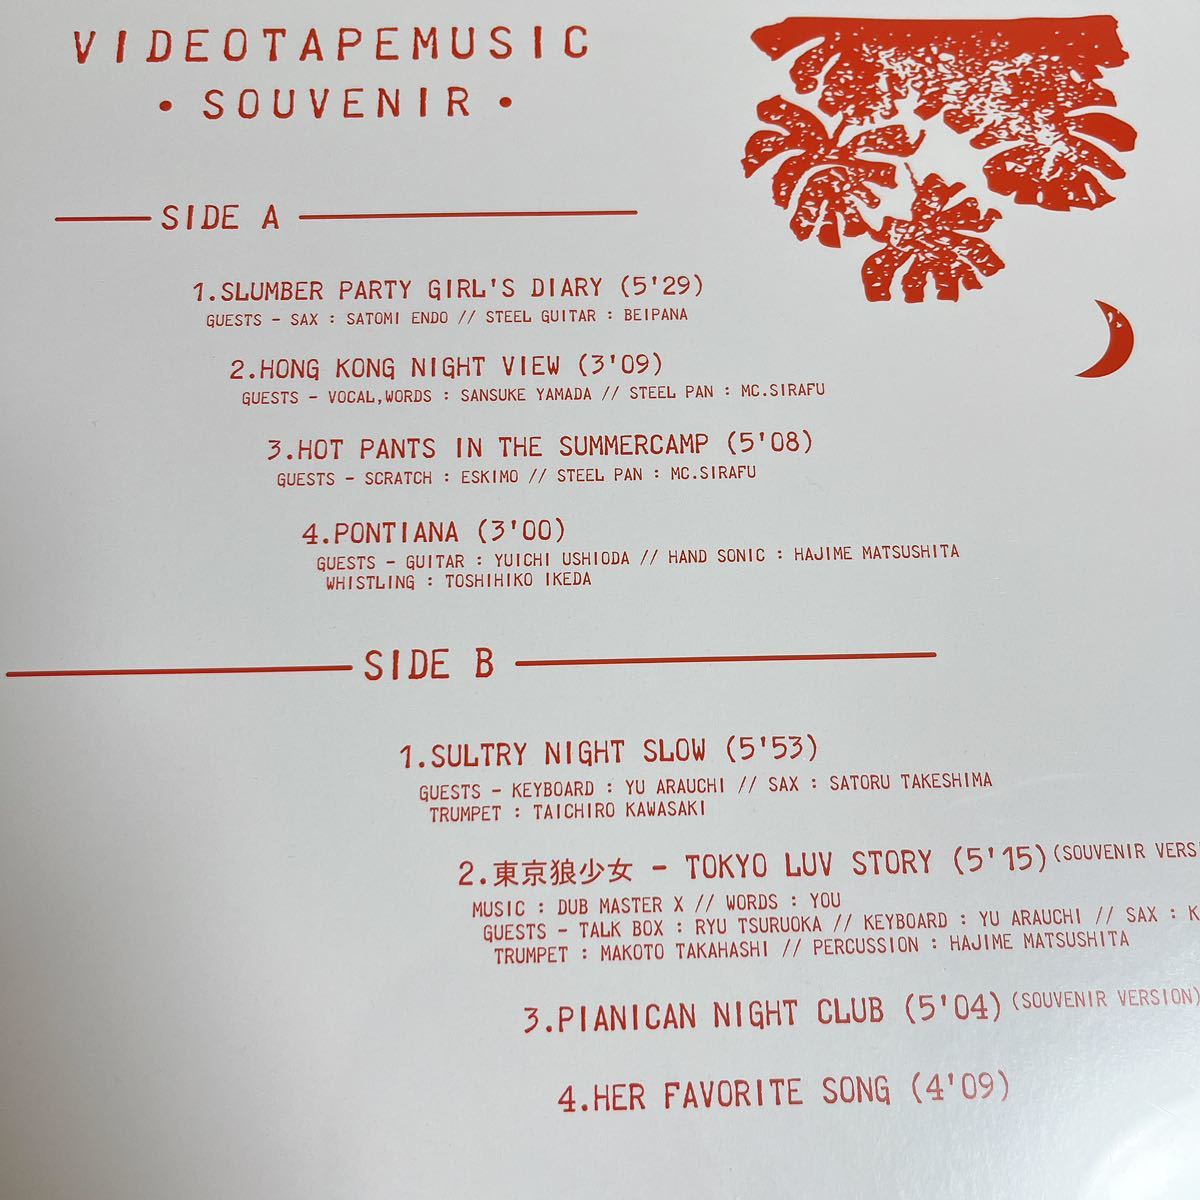 VIDEOTAPEMUSIC
• SOUVENIR •
SIDE A
1.SLUMBER PARTY GIRL'S DIARY (5'29)
GUESTS - SAX : SATOMI ENDO // STEEL GUITAR : BEIPANA
2.HONG KONG NIGHT VIEW (3'09)
GUESTS - VOCAL,WORDS : SANSUKE YAMADA // STEEL PAN : MC.SIRAFU
3.HOT PANTS IN THE SUMMERCAMP (5'08)
GUESTS - SCRATCH : ESKIMO // STEEL PAN : MC.SIRAFU
4.PONTIANA (3'00)
GUESTS - GUITAR : YUICHI USHIODA // HAND SONIC : HAJIME MATSUSHITA
WHISTLING : TOSHIHIKO IKEDA
SIDE B
1.SULTRY NIGHT SLOW (5'53)
GUESTS - KEYBOARD : YU ARAUCHI // SAX : SATORU TAKESHIMA
TRUMPET : TAICHIRO KAWASAKI
2.東京狼少女 - TOKYO LUV STORY (5'15) (SOUVENIR VERS
MUSIC : DUB MASTER X // WORDS : YOU
GUESTS - TALK BOX : RYU TSURUOKA // KEYBOARD : YU ARAUCHI // SAX : K
TRUMPET : MAKOTO TAKAHASHI // PERCUSSION : HAJIME MATSUSHITA
3.PIANICAN NIGHT CLUB (5'04) (SOUVENIR VERSION)
4.HER FAVORITE SONG (4'09)